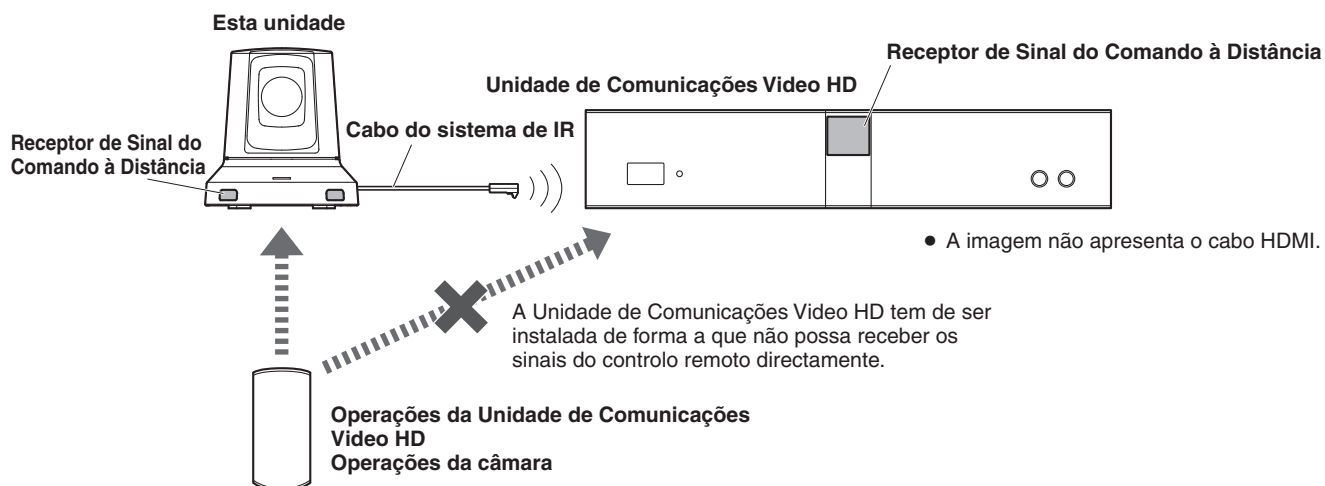 Esta unidade
Receptor de Sinal do Comando à Distância
Unidade de Comunicações Video HD
Receptor de Sinal do
Comando à Distância
Cabo do sistema de IR
● A imagem não apresenta o cabo HDMI.
A Unidade de Comunicações Video HD tem de ser
instalada de forma a que não possa receber os
sinais do controlo remoto directamente.
Operações da Unidade de Comunicações
Video HD
Operações da câmara